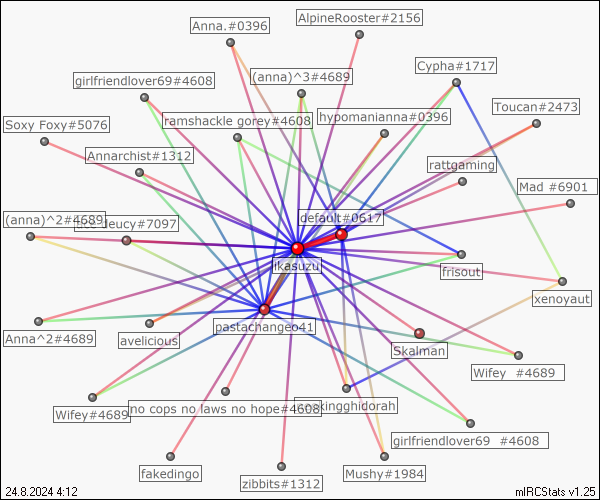 AlpineRooster#2156
Anna.#0396
Cypha#1717
(anna)^3#4689
girlfriendlover69#4608
Toucan#2473
hypomanianna#0396
ramshackle gorey#4608
Soxy Foxy#5076
Annarchist#1312
rattgaming
Mad #6901
default#0617
(anna)^2#4689
deucy#7097
ikasuzu
frisout
xenoyaut
pastachangeo41
Anna^2#4689
avelicious
Skalman
Wifey #4689
no cops no laws no hope#4608
kingghidorah
Wifey#4689
girlfriendlover69 #4608
fakedingo
Mushy#1984
zibbits#1312
24.8.2024 4:12
mIRCStats v1.25